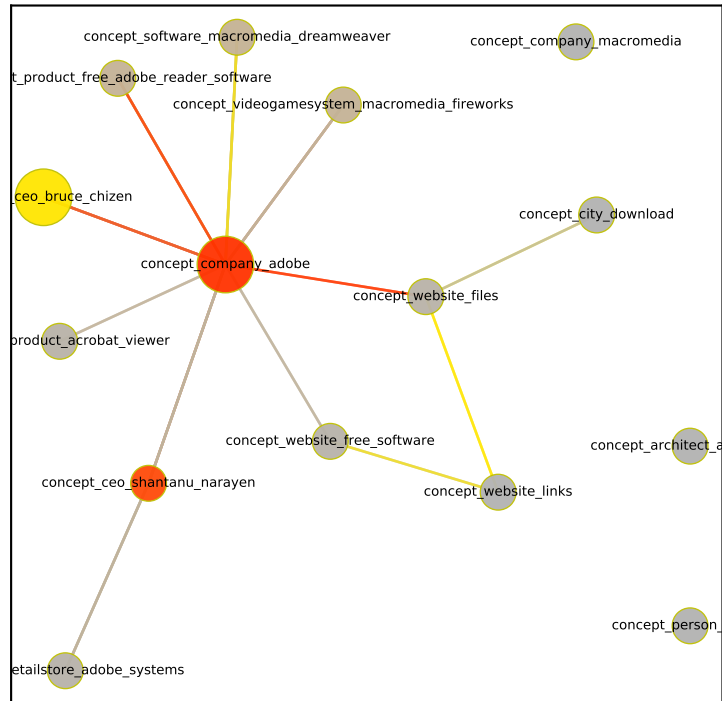 concept_software_macromedia_dreamweaver
concept_company_macromedia
t_product_free_adobe_reader_software
concept_videogamesystem_macromedia_fireworks
_ceo_bruce_chizen
concept_city_download
concept_company_adobe
concept_website_files
product_acrobat_viewer
concept_website_free_software
concept_architect_a
concept_ceo_shantanu_narayen
concept_website_links
concept_person_
etailstore_adobe_systems